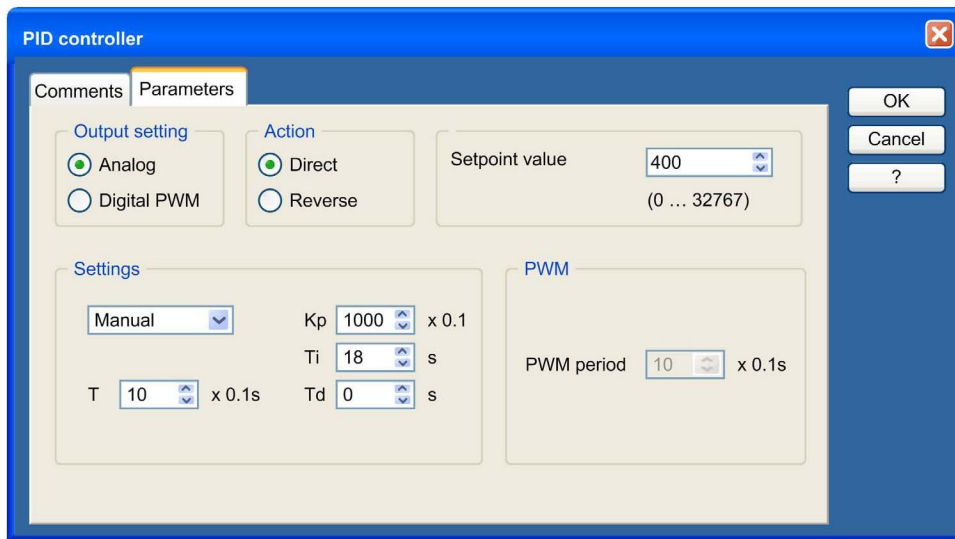 PID controller
Comments Parameters
OK
Cancel
?
Output setting
Analog
Digital PWM
Action
Direct
Reverse
Setpoint value 400
(0 ... 32767)
Settings
Manual
Kp 1000 x 0.1
Ti 18 s
T 10 x 0.1s
Td 0 s
PWM
PWM period 10 x 0.1s